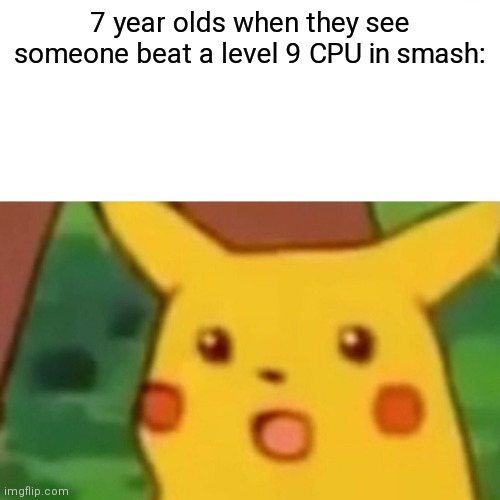 7 year olds when they see
someone beat a level 9 CPU in smash:
imgflip.com